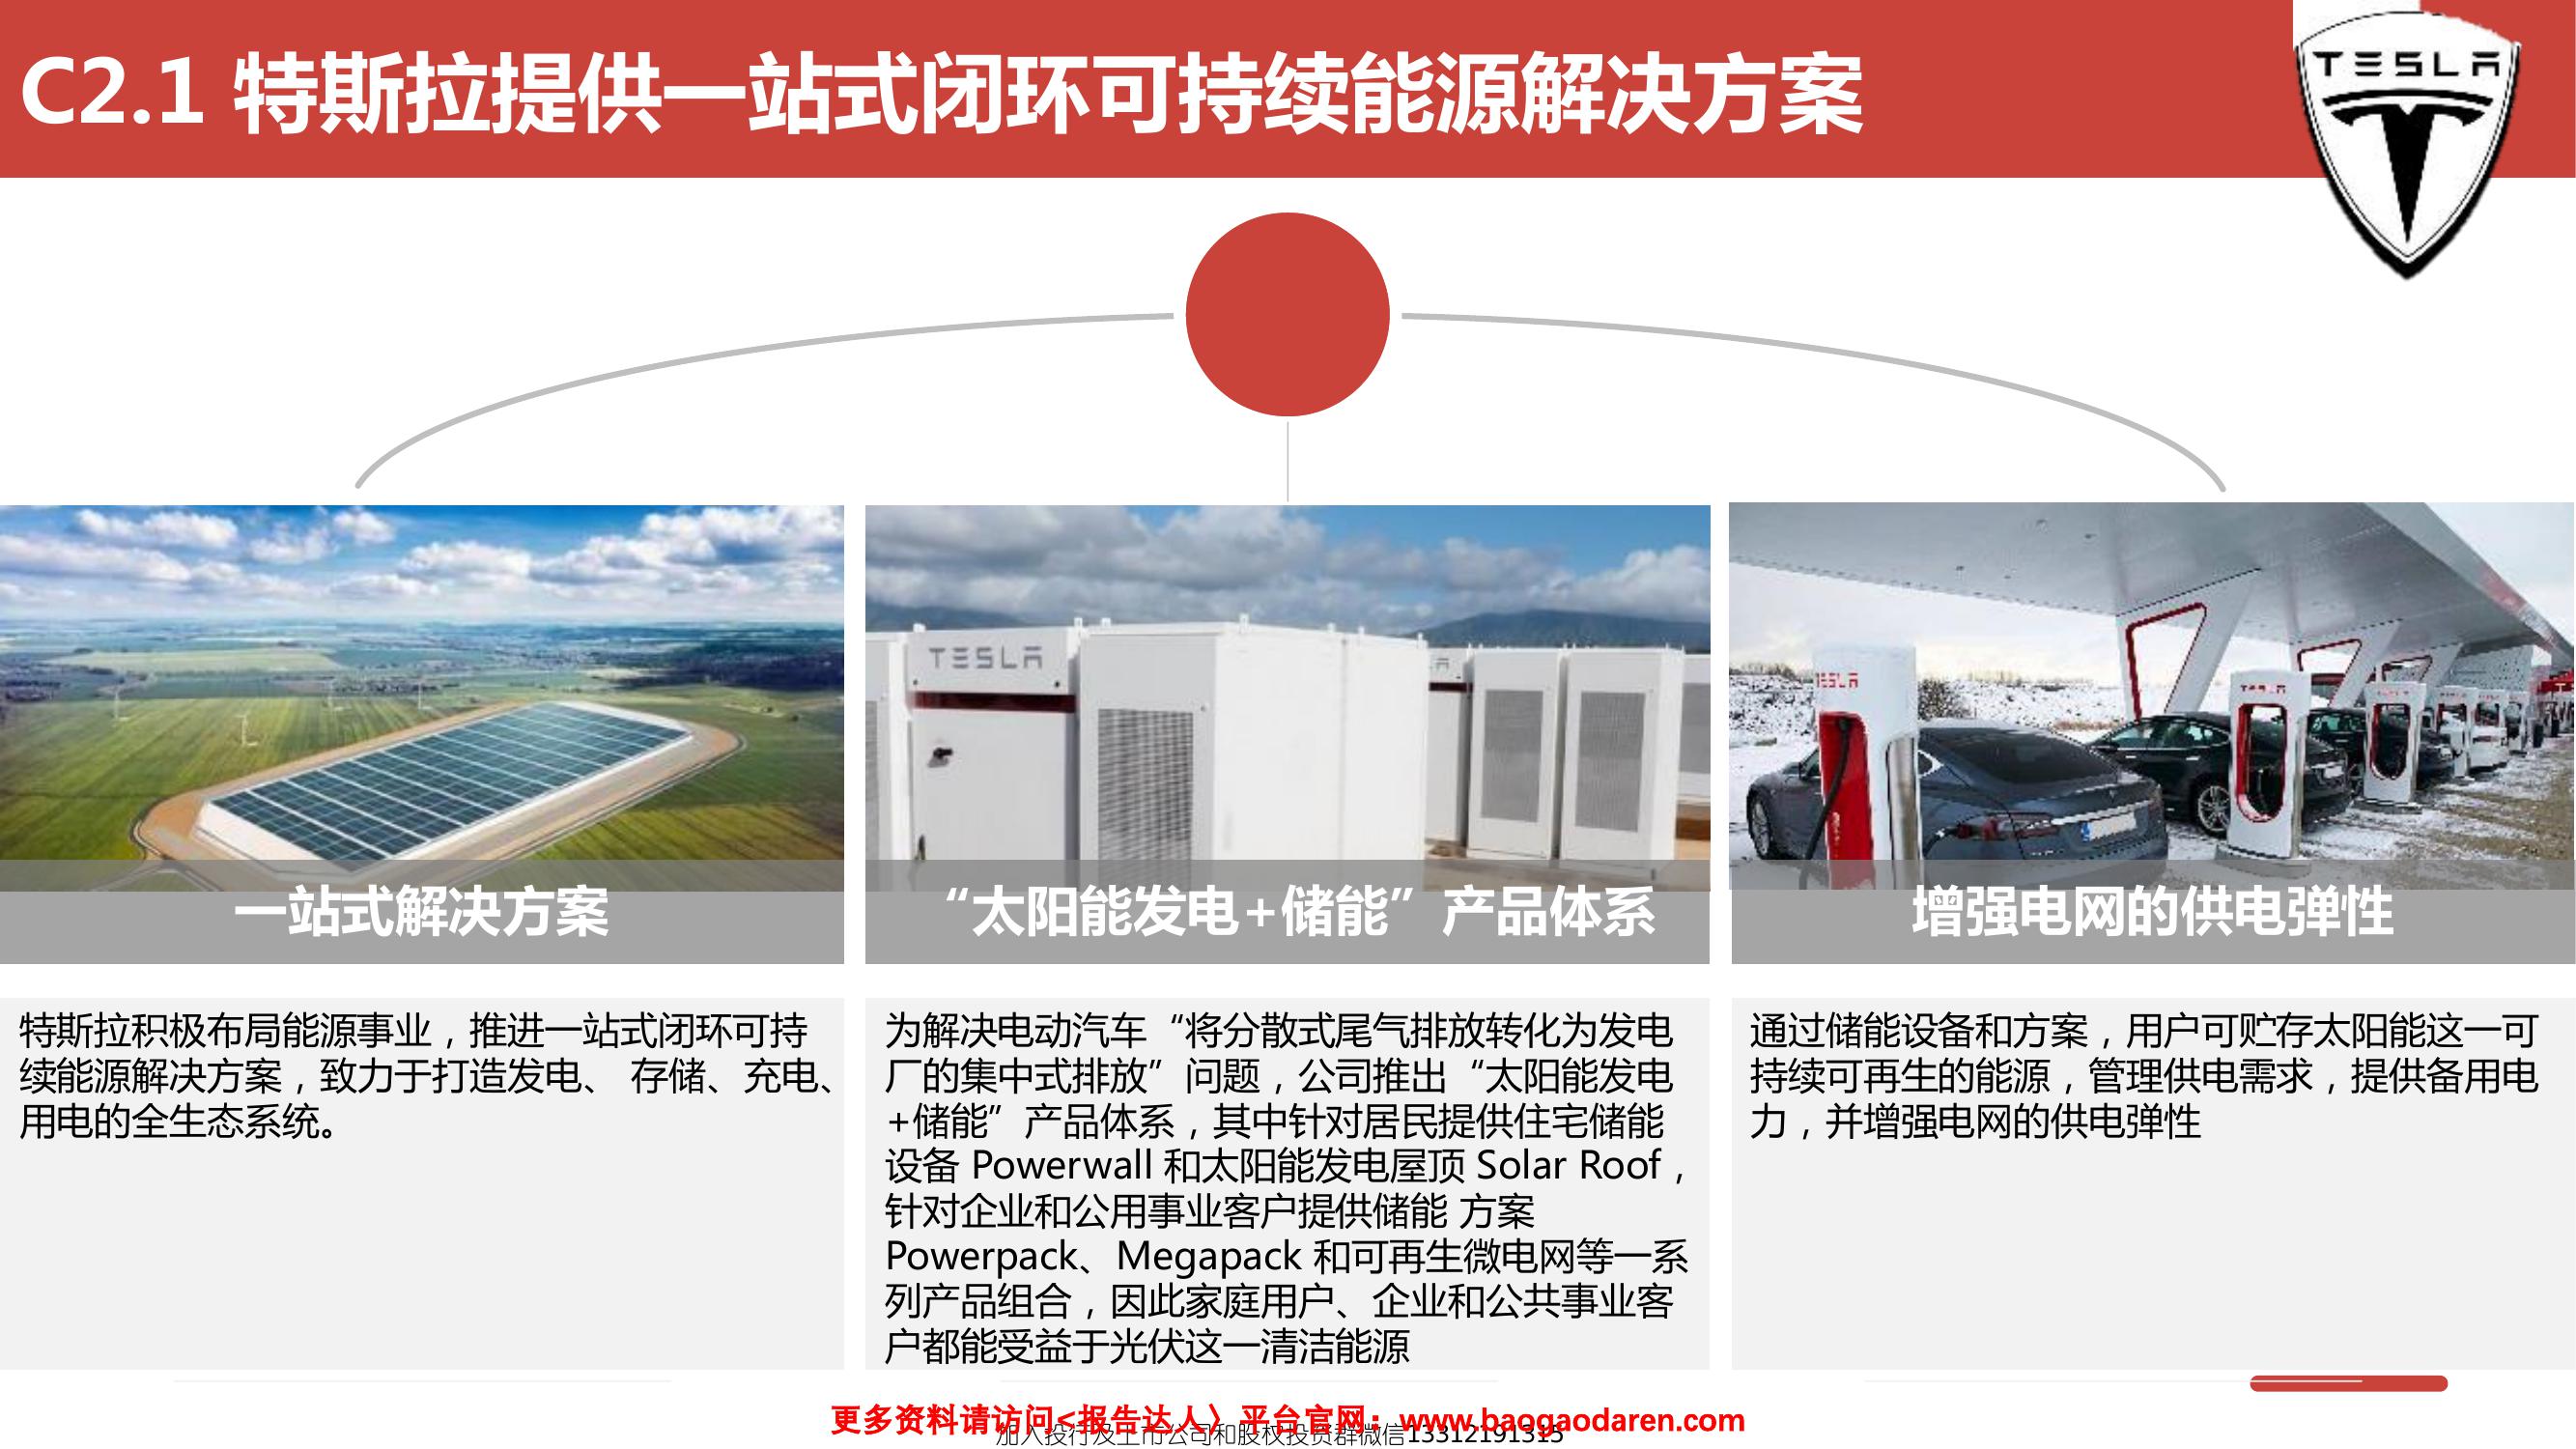 C2.1 特斯拉提供一站式闭环可持续能源解决方案
TESLA
TESLA
TESLA
TESLA
一站式解决方案
“太阳能发电+储能”产品体系
增强电网的供电弹性
特斯拉积极布局能源事业，推进一站式闭环可持
续能源解决方案，致力于打造发电、 存储、充电、
用电的全生态系统。
为解决电动汽车“将分散式尾气排放转化为发电
厂的集中式排放”问题，公司推出“太阳能发电
+储能”产品体系，其中针对居民提供住宅储能
设备 Powerwall 和太阳能发电屋顶 Solar Roof，
针对企业和公用事业客户提供储能 方案
Powerpack、Megapack 和可再生微电网等一系
列产品组合，因此家庭用户、企业和公共事业客
户都能受益于光伏这一清洁能源
通过储能设备和方案，用户可贮存太阳能这一可
持续可再生的能源，管理供电需求，提供备用电
力，并增强电网的供电弹性
更多资料请访问<报告达人〉平台官网：www.baogaodaren.com
加入投行及上市公司和股权投资群微信13312191315